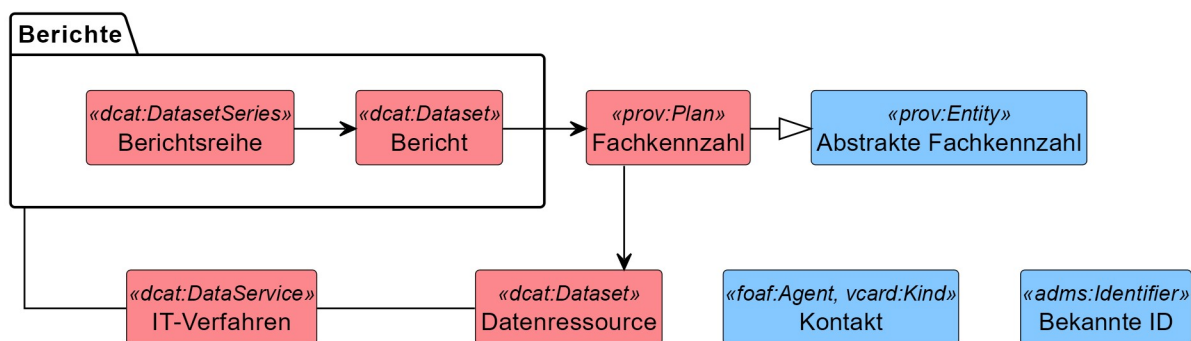 Berichte
«dcat:DatasetSeries»
Berichtsreihe
«dcat:Dataset»
Bericht
«prov:Plan»
Fachkennzahl
«prov:Entity»
Abstrakte Fachkennzahl
«dcat:DataService»
IT-Verfahren
«dcat:Dataset»
Datenressource
«foaf:Agent, vcard:Kind»
Kontakt
«adms:Identifier»
Bekannte ID